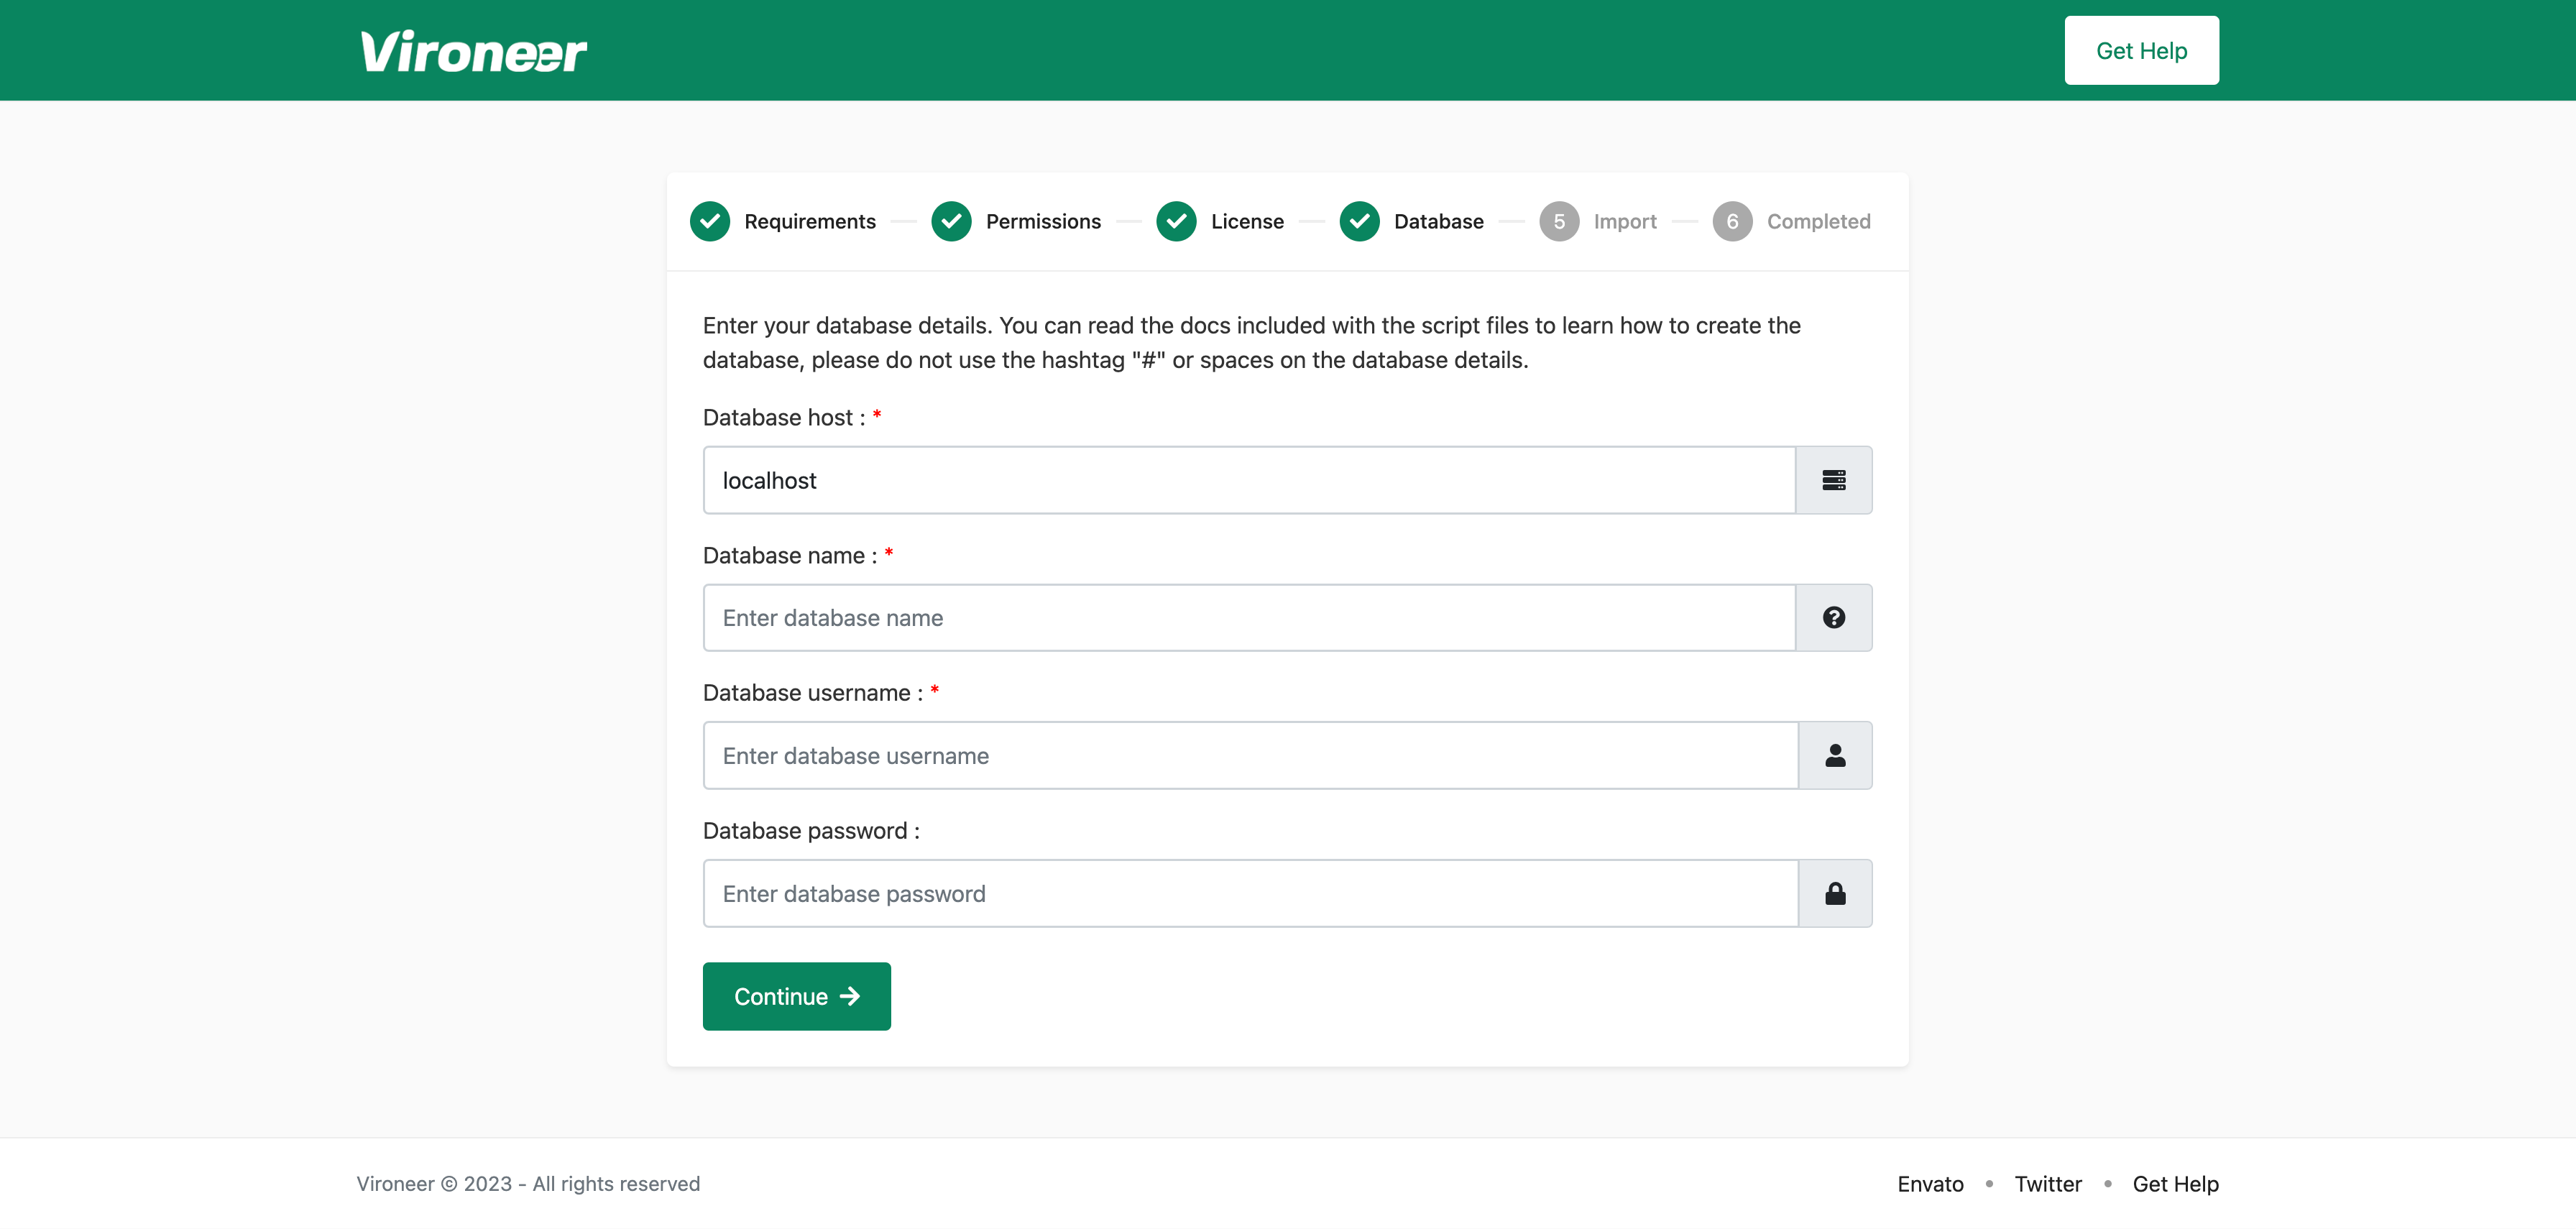 Vironeer
Get Help
Requirements
Permissions
License
Database
5 Import
6 Completed
Enter your database details. You can read the docs included with the script files to learn how to create the
database, please do not use the hashtag "#" or spaces on the database details.
Database host : *
localhost
Database name : *
Enter database name
Database username : *
Enter database username
Database password :
Enter database password
Continue
Vironeer © 2023 - All rights reserved
Envato • Twitter • Get Help